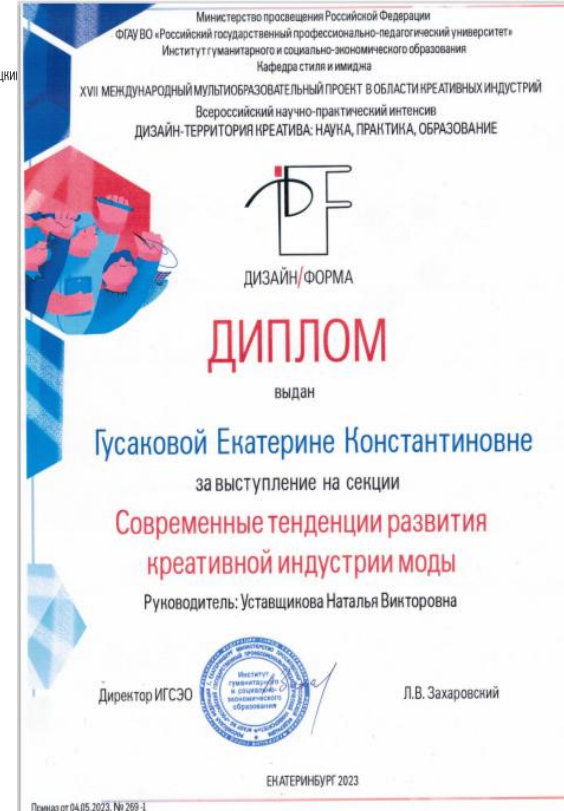 Министерство просвещения Российской Федерации
ФГАУ ВО «Российский государственный профессионально-педагогический университет»
Институт гуманитарного и социально-экономического образования
Кафедра стиля и имиджа
XVII МЕЖДУНАРОДНЫЙ МУЛЬТИОБРАЗОВАТЕЛЬНЫЙ ПРОЕКТ В ОБЛАСТИ КРЕАТИВНЫХ ИНДУСТРИЙ
Всероссийский научно-практический интенсив
ДИЗАЙН-ТЕРРИТОРИЯ КРЕАТИВА: НАУКА, ПРАКТИКА, ОБРАЗОВАНИЕ
ДИЗАЙН/ФОРМА
ДИПЛОМ
выдан
Гусаковой Екатерине Константиновне
за выступление на секции
Современные тенденции развития
креативной индустрии моды
Руководитель: Уставщикова Наталья Викторовна
Институт
гуманитарного
и социально-
экономического
образования
Директор ИГСЭО
Л.В. Захаровский
ЕКАТЕРИНБУРГ 2023
Приказ от 04.05.2023. № 269-1